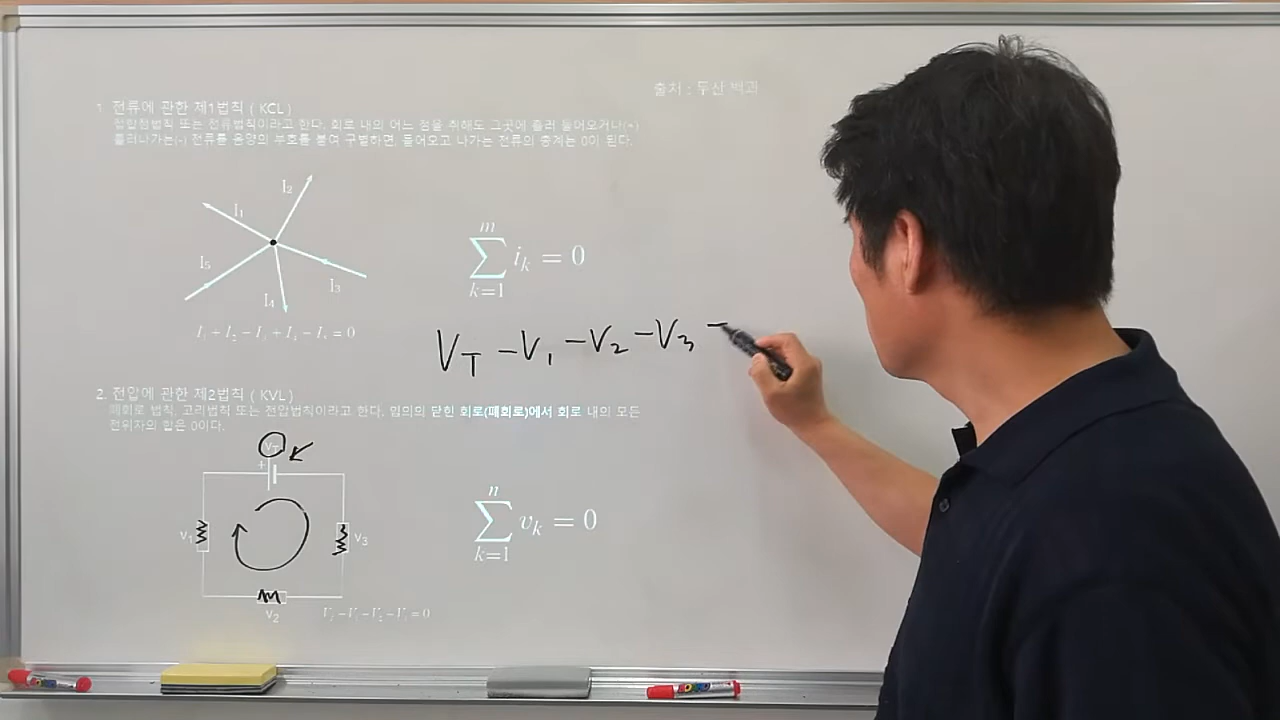 출처 : 두산 백과
1. 전류에 관한 제1법칙 ( KCL )
접합점법칙 또는 전류법칙이라고 한다. 회로 내의 어느 점을 취해도 그곳에 흘러 들어오거나(+)
흘러나가는(-) 전류를 음양의 부호를 붙여 구별하면, 들어오고 나가는 전류의 총계는 0이 된다.
I₂
I₁
I₅
I₄
I₃
m
∑ iₖ = 0
k=1
V_T - V₁ - V₂ - V₃ -
2. 전압에 관한 제2법칙 ( KVL )
폐회로 법칙, 고리법칙 또는 전압법칙이라고 한다. 임의의 닫힌 회로(폐회로)에서 회로 내의 모든
전위차의 합은 0이다.
+
v₁
v₃
v₂
n
∑ vₖ = 0
k=1